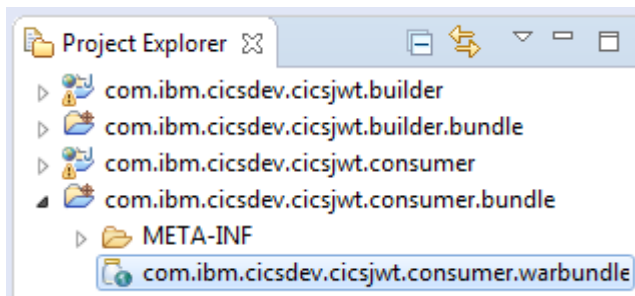 Project Explorer
com.ibm.cicsdev.cicsjwt.builder
com.ibm.cicsdev.cicsjwt.builder.bundle
com.ibm.cicsdev.cicsjwt.consumer
com.ibm.cicsdev.cicsjwt.consumer.bundle
META-INF
com.ibm.cicsdev.cicsjwt.consumer.warbundle